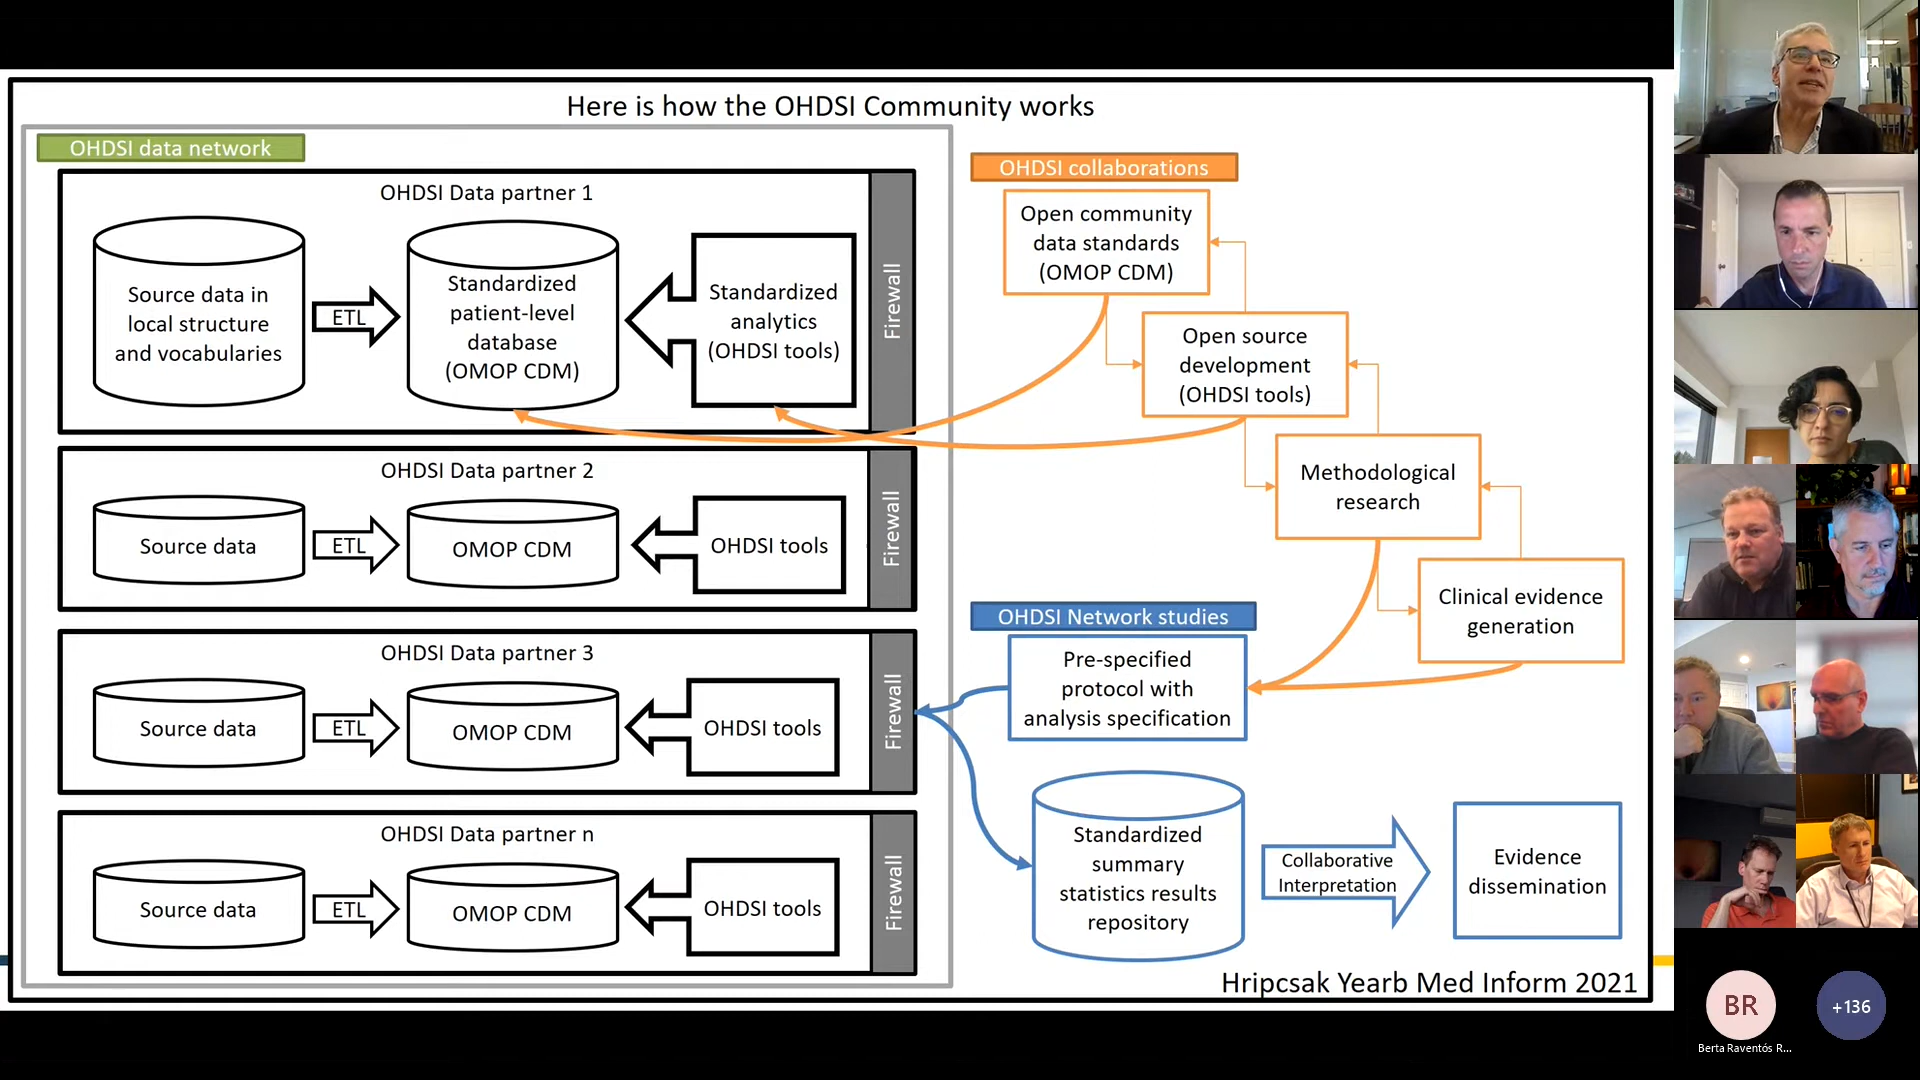 Here is how the OHDSI Community works
OHDSI data network
OHDSI Data partner 1
Source data in
local structure
and vocabularies
ETL
Standardized
patient-level
database
(OMOP CDM)
Standardized
analytics
(OHDSI tools)
Firewall
OHDSI Data partner 2
Source data
ETL
OMOP CDM
OHDSI tools
Firewall
OHDSI Data partner 3
Source data
ETL
OMOP CDM
OHDSI tools
Firewall
OHDSI Data partner n
Source data
ETL
OMOP CDM
OHDSI tools
Firewall
OHDSI collaborations
Open community
data standards
(OMOP CDM)
Open source
development
(OHDSI tools)
Methodological
research
Clinical evidence
generation
OHDSI Network studies
Pre-specified
protocol with
analysis specification
Standardized
summary
statistics results
repository
Collaborative
Interpretation
Evidence
dissemination
Hripcsak Yearb Med Inform 2021
BR
Berta Raventós R...
+136